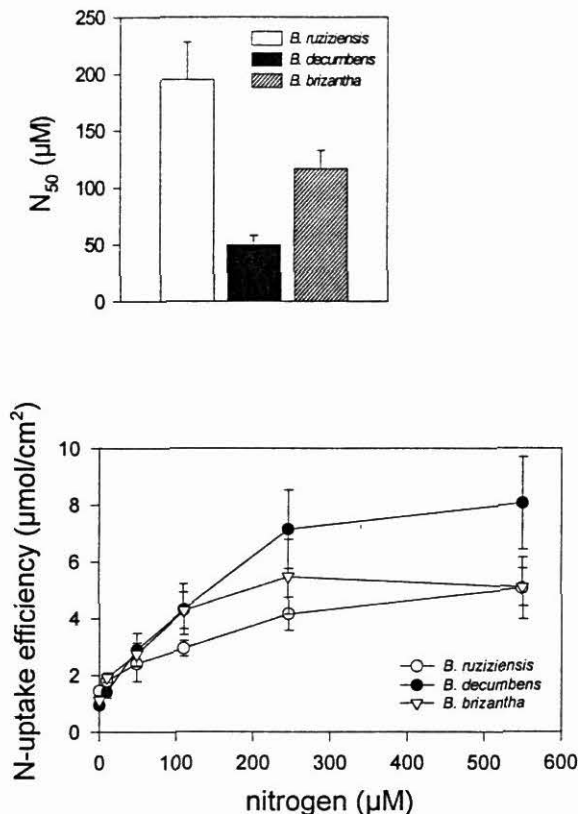 B. ruziziensis
B. decumbens
B. brizantha
250
200
150
100
50
0
N50 (µM)
10
8
6
4
2
0
N-uptake efficiency (µmol/cm²)
B. ruziziensis
B. decumbens
B. brizantha
0 100 200 300 400 500 600
nitrogen (µM)